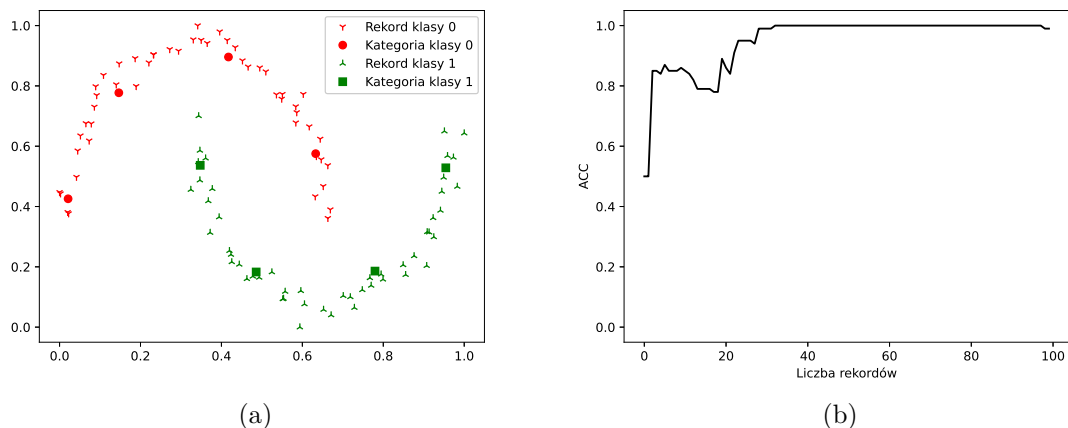 1.0
0.8
0.6
0.4
0.2
0.0
0.0 0.2 0.4 0.6 0.8 1.0
Rekord klasy 0
Kategoria klasy 0
Rekord klasy 1
Kategoria klasy 1
(a)
ACC
1.0
0.8
0.6
0.4
0.2
0.0
0 20 40 60 80 100
Liczba rekordów
(b)